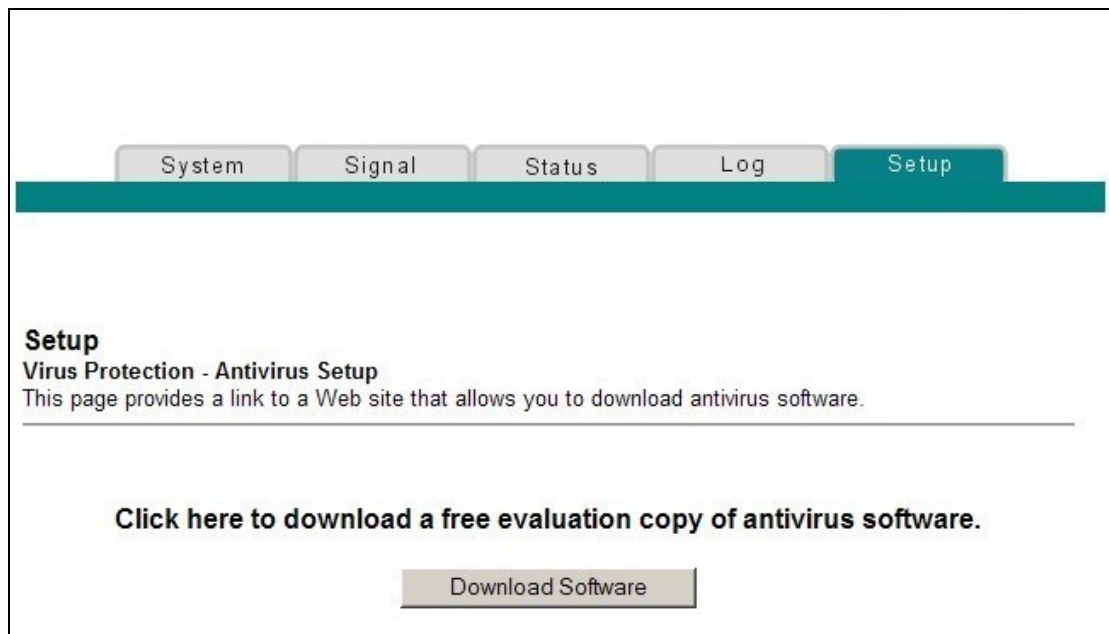 System Signal Status Log Setup
Setup
Virus Protection - Antivirus Setup
This page provides a link to a Web site that allows you to download antivirus software.
Click here to download a free evaluation copy of antivirus software.
Download Software